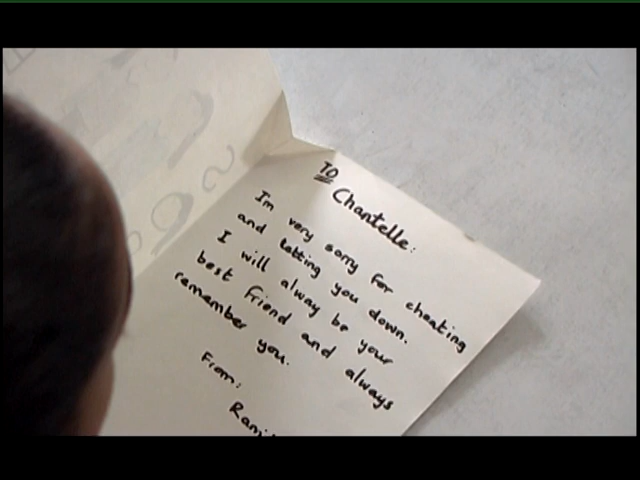 TO
Chantelle:
Im very sorry for cheating
and letting you down.
I will alway be your
best friend and always
remember you.
From: